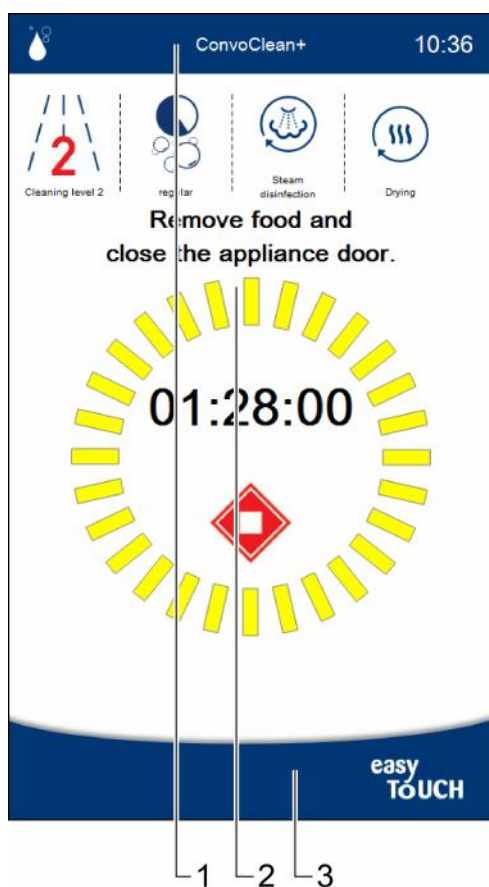 ConvoClean+
10:36
2
Cleaning level 2
regular
Steam
disinfection
Drying
Remove food and
close the appliance door.
01:28:00
easy
TOUCH
1
2
3